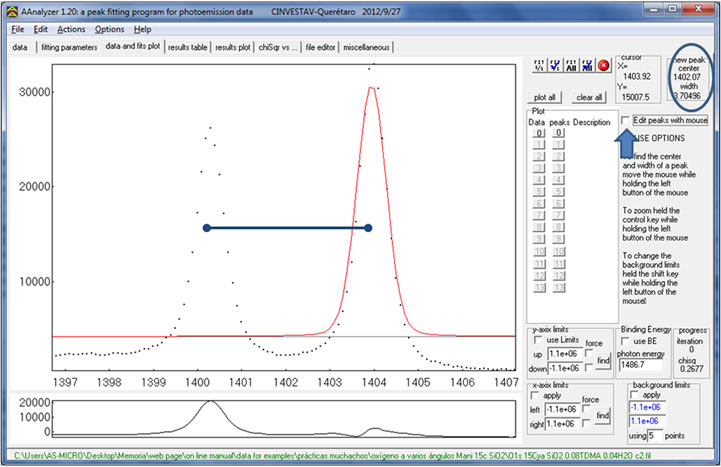 AAnalyzer 1.20: a peak fitting program for photoemission data CINVESTAV-Querétaro 2012/9/27
File Edit Actions Options Help
data fitting parameters data and fits plot results table results plot chiSqr vs ... file editor miscellaneous
30000
20000
10000
1397 1398 1399 1400 1401 1402 1403 1404 1405 1406 1407
20000
10000
0
FIT FIT FIT FIT
All All
plot all clear all
cursor
X=
1403.92
Y=
15007.5
new peak
center
1402.07
width
3.70496
Plot
Data peaks Description
0 0
1 1
2 2
3 3
4 4
5 5
6 6
7 7
8 8
9 9
10 10
11 11
12 12
13 13
Edit peaks with mouse
USE OPTIONS
find the center
and width of a peak
move the mouse while
holding the left
button of the mouse
To zoom held the
control key while
holding the left
button of the mouse
To change the
background limits
held the shift
key while holding the
left button of the
mouse!
y-axis limits
use Limits
force
up 1.1e+06
down -1.1e+06
find
Binding Energy
use BE
photon energy
1486.7
progress
iteration
0
chisq
0.2677
x-axis limits
apply
force
left -1.1e+06
right 1.1e+06
find
background limits
apply
-1.1e+06
1.1e+06
using 5 points
C:\Users\AS-MICRO\Desktop\Memoria\web page\on line manual\data for examples\prácticas muchachos\oxígeno a varios ángulos Mani 15c SiO2\O1s 15Cya SiO2 0.08TDMA 0.04H2O c2.fil